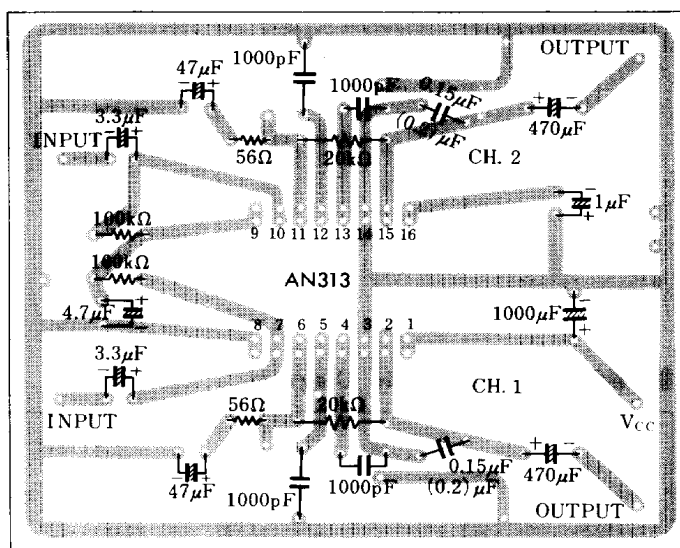 OUTPUT
1000pF
47μF
1000pF
0.15μF
(0.2)μF
3.3μF
INPUT
56Ω
20kΩ
470μF
CH. 2
100kΩ
9 10 11 12 13 14 15 16
1μF
100kΩ
AN313
4.7μF
1000μF
8 7 6 5 4 3 2 1
3.3μF
CH. 1
INPUT
56Ω
20kΩ
VCC
47μF
1000pF
1000pF
0.15μF
(0.2)μF
470μF
OUTPUT